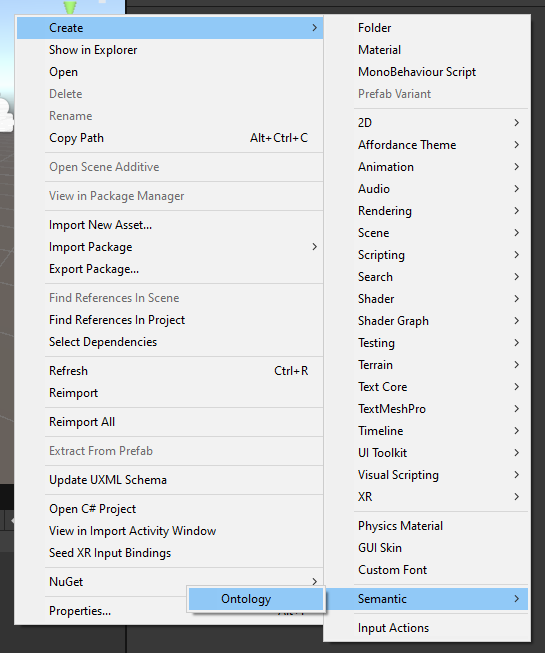 Create
Show in Explorer
Open
Delete
Rename
Copy Path Alt+Ctrl+C
Open Scene Additive
View in Package Manager
Import New Asset...
Import Package
Export Package...
Find References In Scene
Find References In Project
Select Dependencies
Refresh Ctrl+R
Reimport
Reimport All
Extract From Prefab
Update UXML Schema
Open C# Project
View in Import Activity Window
Seed XR Input Bindings
NuGet
Properties...
Folder
Material
MonoBehaviour Script
Prefab Variant
2D
Affordance Theme
Animation
Audio
Rendering
Scene
Scripting
Search
Shader
Shader Graph
Testing
Terrain
Text Core
TextMeshPro
Timeline
UI Toolkit
Visual Scripting
XR
Physics Material
GUI Skin
Custom Font
Semantic
Input Actions
Ontology